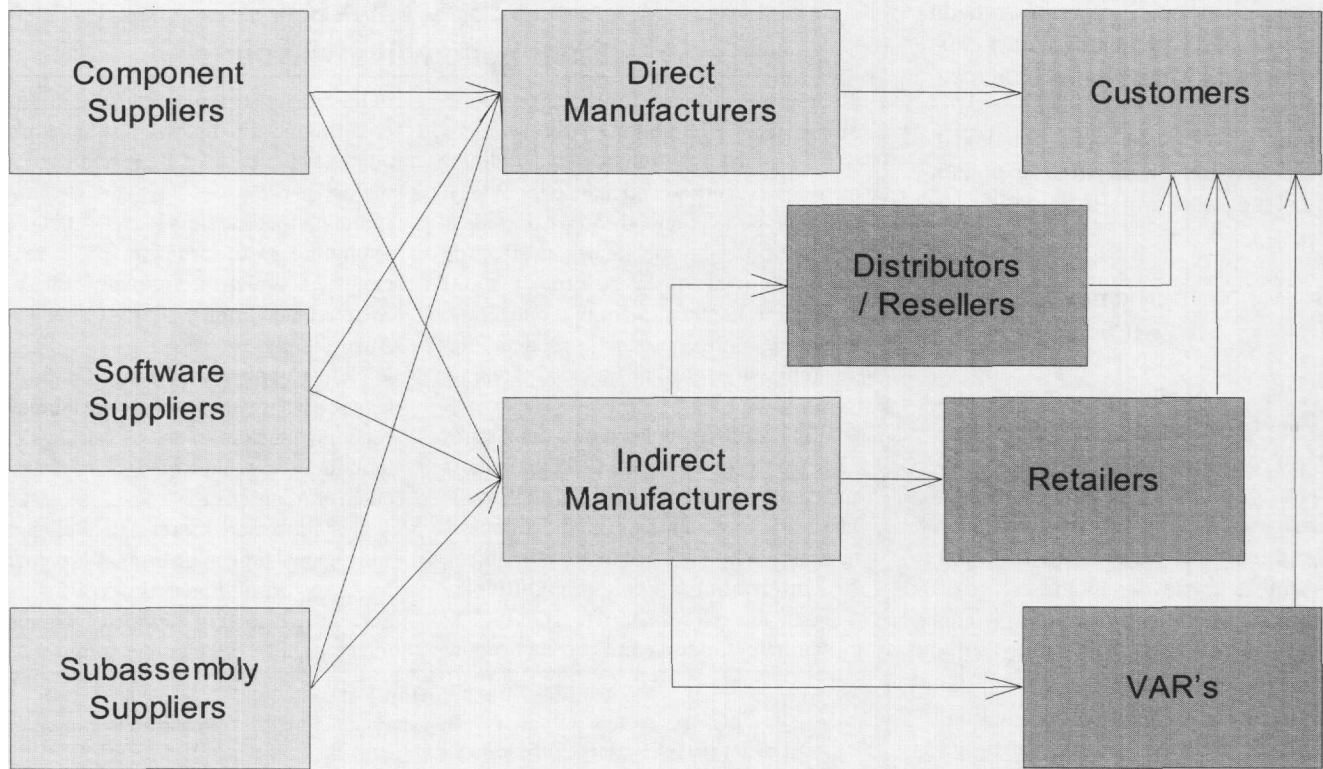 Component
Suppliers
Direct
Manufacturers
Customers
Distributors
/ Resellers
Software
Suppliers
Indirect
Manufacturers
Retailers
Subassembly
Suppliers
VAR's